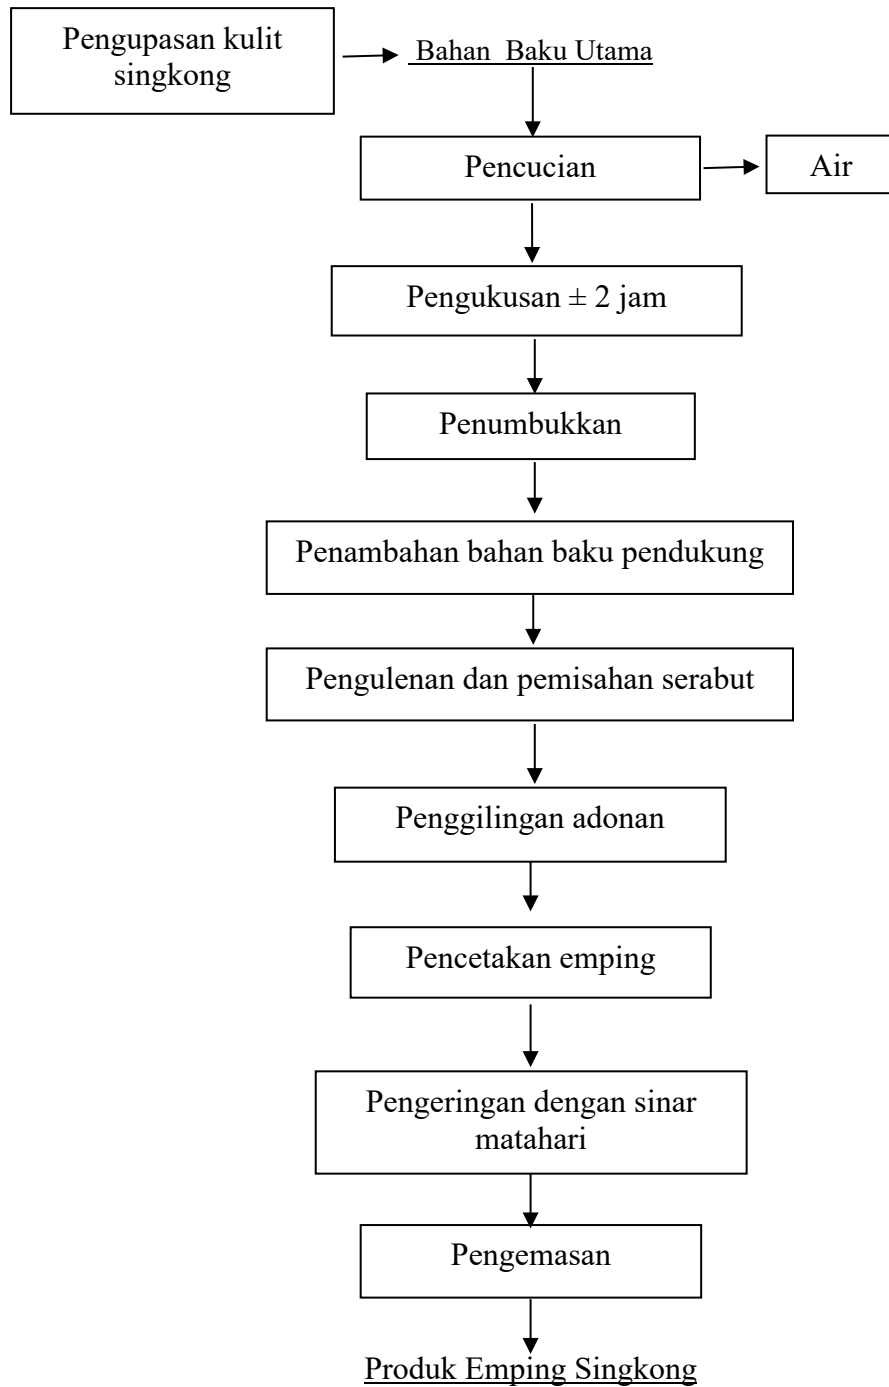 Pengupasan kulit
singkong
Bahan Baku Utama
Pencucian
Air
Pengukusan ± 2 jam
Penumbukkan
Penambahan bahan baku pendukung
Pengulenan dan pemisahan serabut
Penggilingan adonan
Pencetakan emping
Pengeringan dengan sinar
matahari
Pengemasan
Produk Emping Singkong